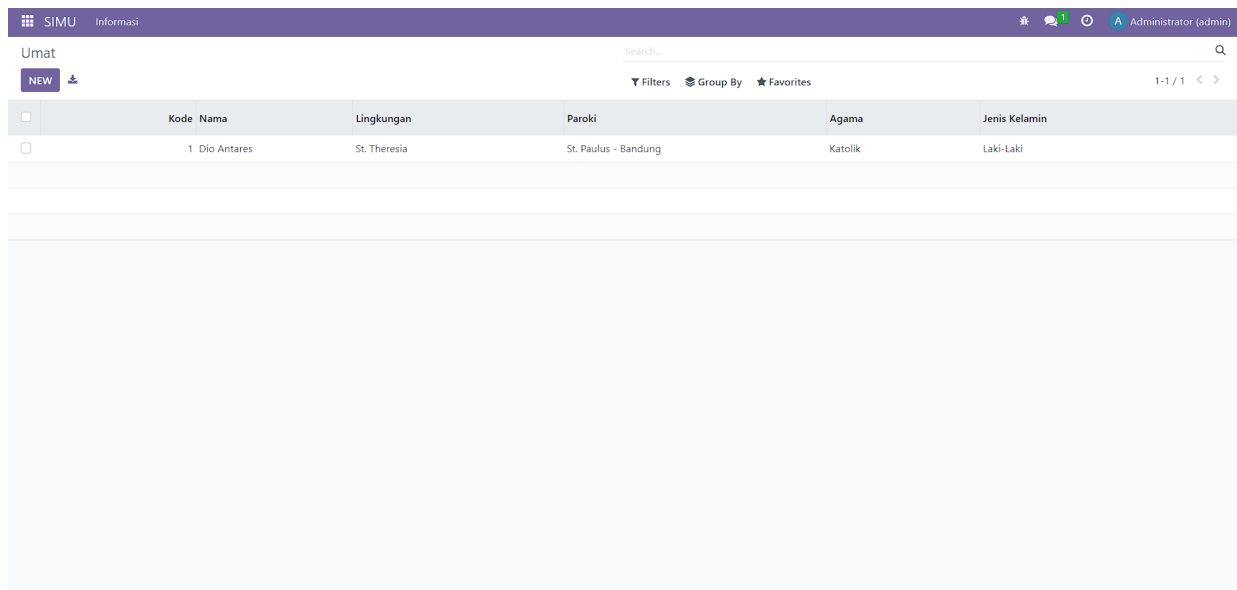 SIMU Informasi 1 A Administrator (admin)
Umat Search...
NEW Filters Group By Favorites 1-1 / 1
Kode Nama Lingkungan Paroki Agama Jenis Kelamin
1 Dio Antares St. Theresia St. Paulus - Bandung Katolik Laki-Laki